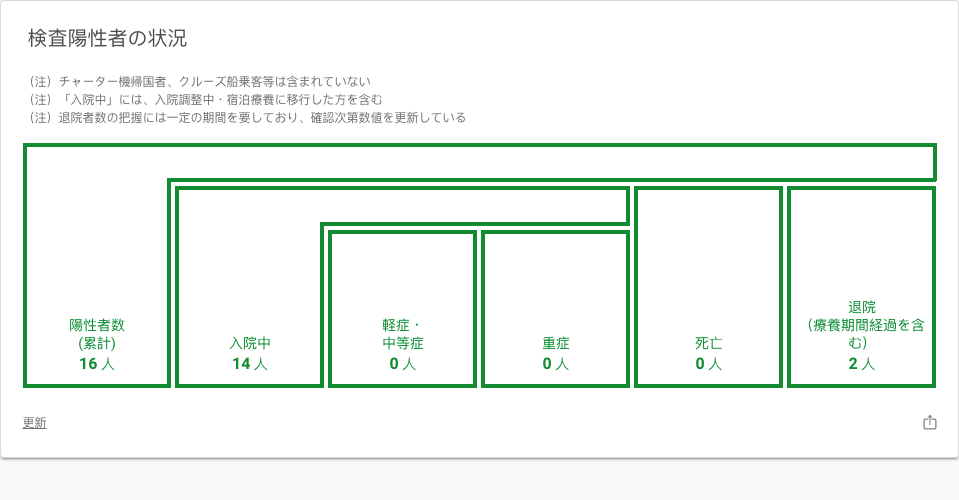 検査陽性者の状況
（注）チャーター機帰国者、クルーズ船乗客等は含まれていない
（注）「入院中」には、入院調整中・宿泊療養に移行した方を含む
（注）退院者数の把握には一定の期間を要しており、確認次第数値を更新している
陽性者数
(累計)
16 人
入院中
14 人
軽症・
中等症
0 人
重症
0 人
死亡
0 人
退院
（療養期間経過を含
む）
2 人
更新